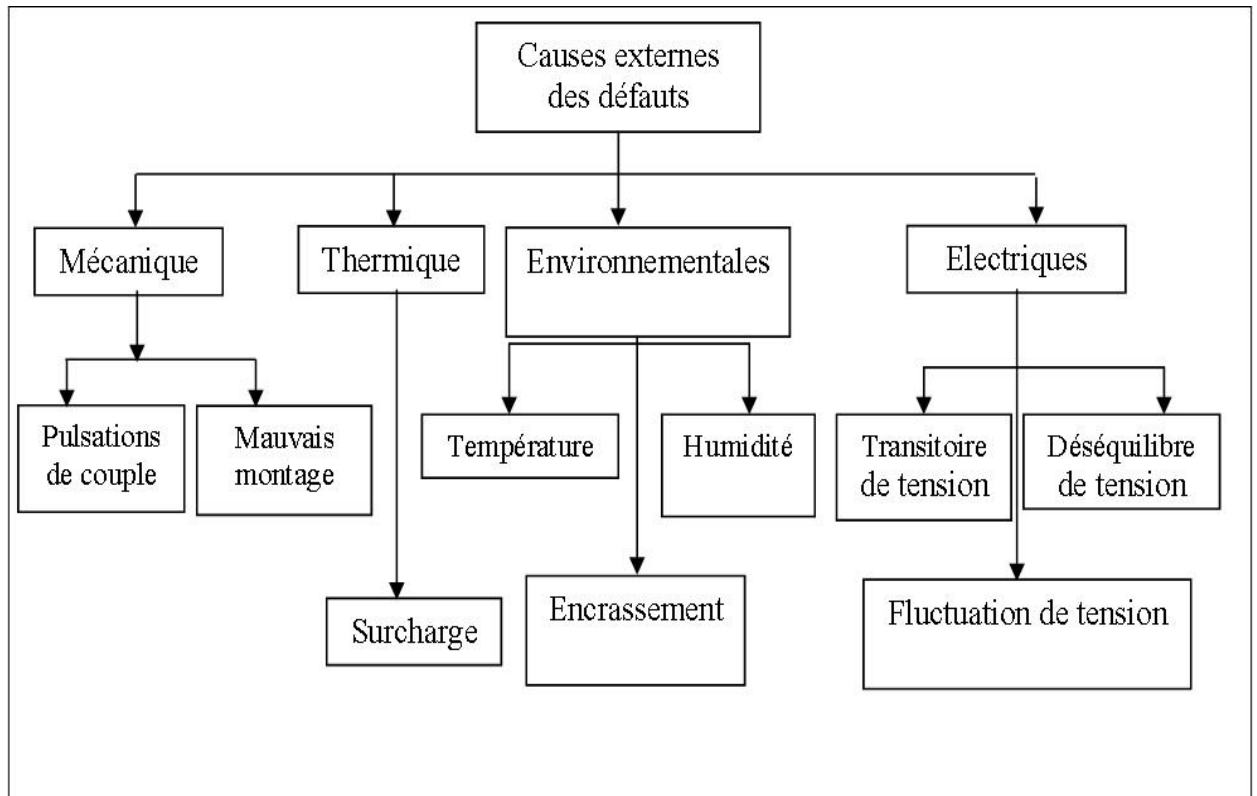 Causes externes
des défauts
Mécanique
Thermique
Environnementales
Electriques
Pulsations
de couple
Mauvais
montage
Température
Humidité
Transitoire
de tension
Déséquilibre
de tension
Surcharge
Encrassement
Fluctuation de tension